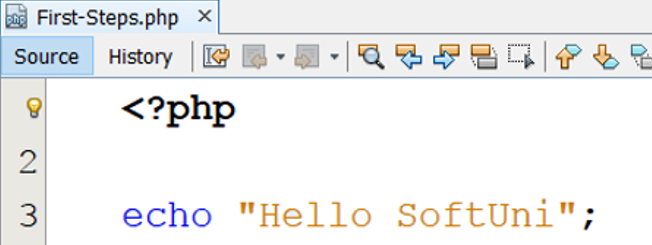 First-Steps.php
Source History
<?php
2
3 echo "Hello SoftUni";